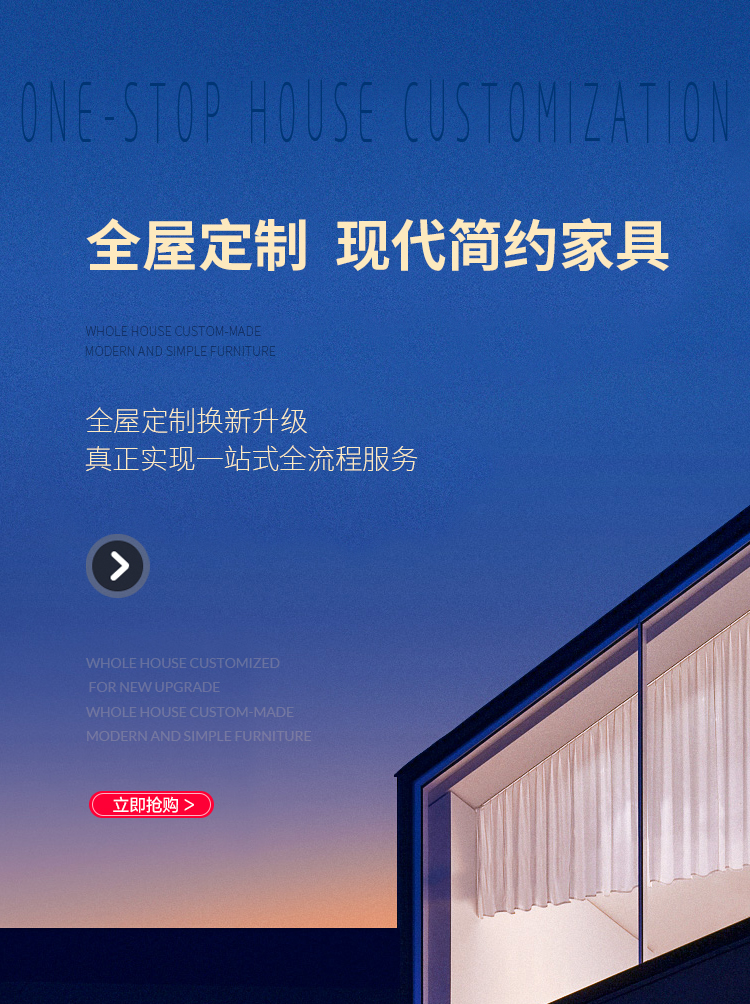 ONE-STOP HOUSE CUSTOMIZATION
全屋定制 现代简约家具
WHOLE HOUSE CUSTOM-MADE
MODERN AND SIMPLE FURNITURE
全屋定制换新升级
真正实现一站式全流程服务
WHOLE HOUSE CUSTOMIZED
FOR NEW UPGRADE
WHOLE HOUSE CUSTOM-MADE
MODERN AND SIMPLE FURNITURE
立即抢购 >